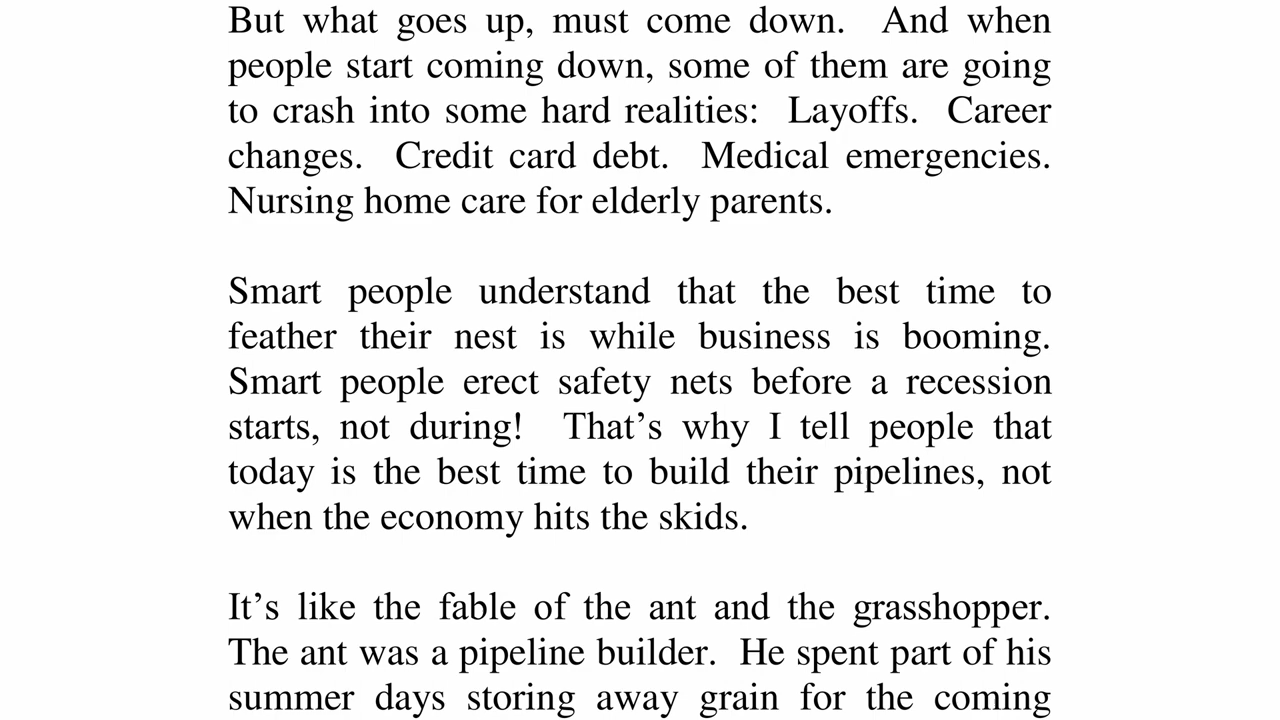 But what goes up, must come down.  And when
people start coming down, some of them are going
to crash into some hard realities:  Layoffs.  Career
changes.  Credit card debt.  Medical emergencies.
Nursing home care for elderly parents.
Smart people understand that the best time to
feather their nest is while business is booming.
Smart people erect safety nets before a recession
starts, not during!  That’s why I tell people that
today is the best time to build their pipelines, not
when the economy hits the skids.
It’s like the fable of the ant and the grasshopper.
The ant was a pipeline builder.  He spent part of his
summer days storing away grain for the coming